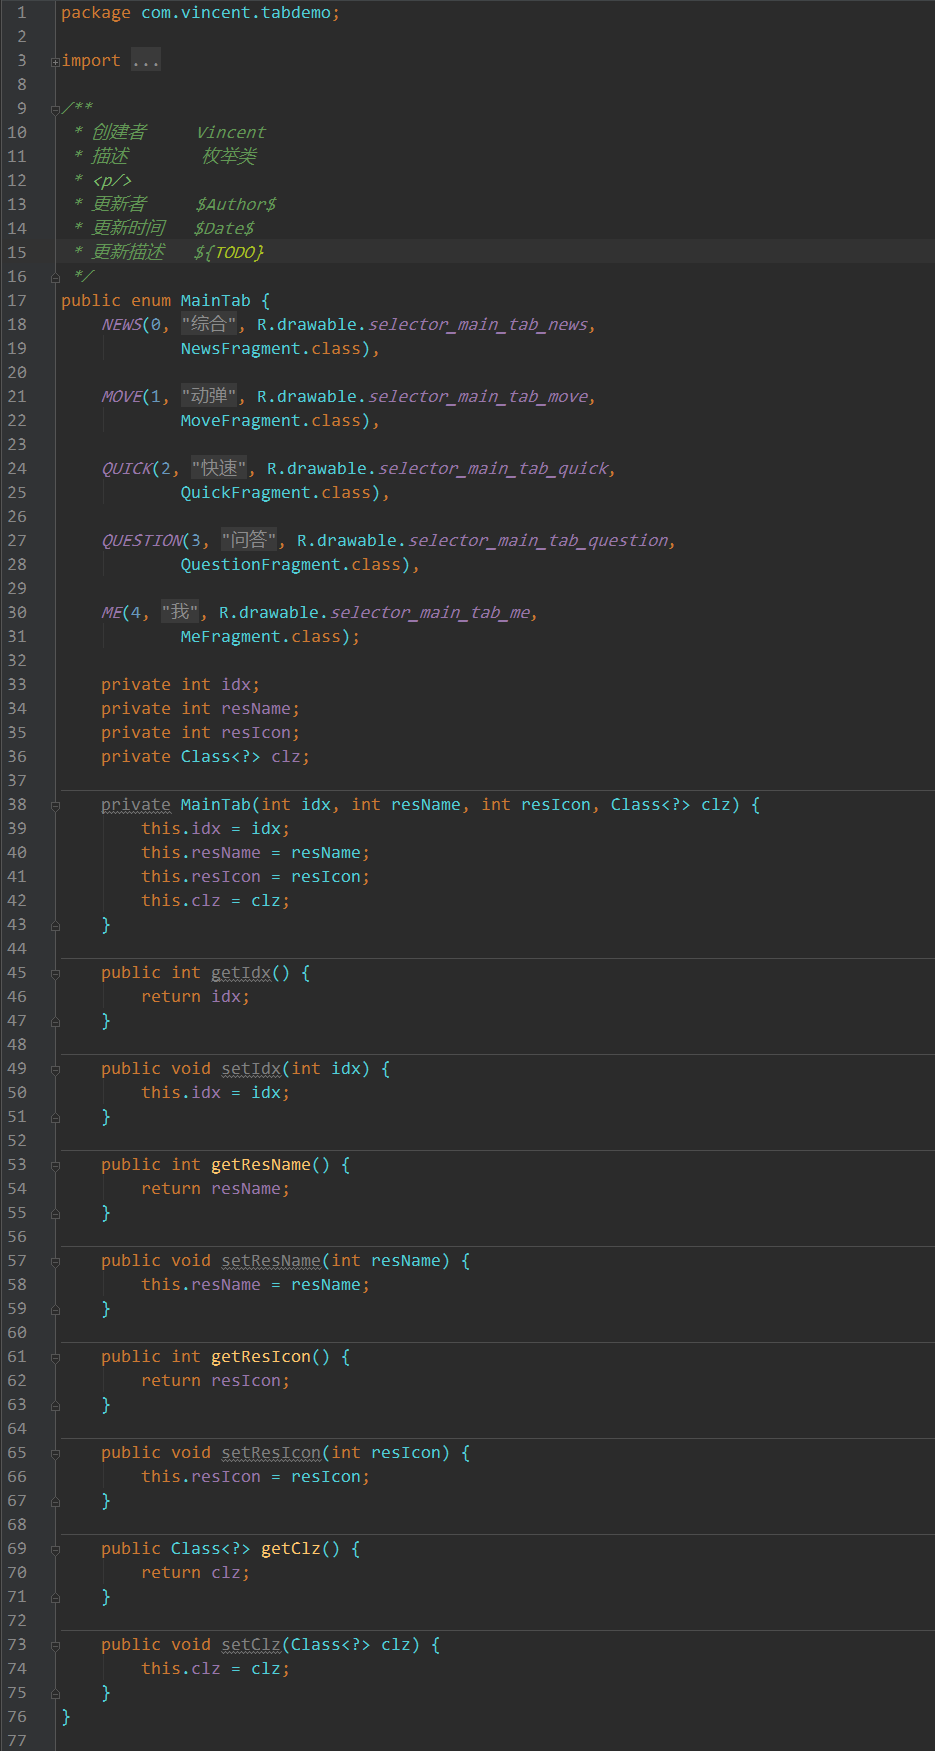 1 package com.vincent.tabdemo;
2
3 import ...
8
9 /**
10 * 创建者 Vincent
11 * 描述 枚举类
12 * <p/>
13 * 更新者 $Author$
14 * 更新时间 $Date$
15 * 更新描述 ${TODO}
16 */
17 public enum MainTab {
18 NEWS(0, "综合", R.drawable.selector_main_tab_news,
19 NewsFragment.class),
20
21 MOVE(1, "动弹", R.drawable.selector_main_tab_move,
22 MoveFragment.class),
23
24 QUICK(2, "快速", R.drawable.selector_main_tab_quick,
25 QuickFragment.class),
26
27 QUESTION(3, "问答", R.drawable.selector_main_tab_question,
28 QuestionFragment.class),
29
30 ME(4, "我", R.drawable.selector_main_tab_me,
31 MeFragment.class);
32
33 private int idx;
34 private int resName;
35 private int resIcon;
36 private Class<?> clz;
37
38 private MainTab(int idx, int resName, int resIcon, Class<?> clz) {
39 this.idx = idx;
40 this.resName = resName;
41 this.resIcon = resIcon;
42 this.clz = clz;
43 }
44
45 public int getIdx() {
46 return idx;
47 }
48
49 public void setIdx(int idx) {
50 this.idx = idx;
51 }
52
53 public int getResName() {
54 return resName;
55 }
56
57 public void setResName(int resName) {
58 this.resName = resName;
59 }
60
61 public int getResIcon() {
62 return resIcon;
63 }
64
65 public void setResIcon(int resIcon) {
66 this.resIcon = resIcon;
67 }
68
69 public Class<?> getClz() {
70 return clz;
71 }
72
73 public void setClz(Class<?> clz) {
74 this.clz = clz;
75 }
76 }
77